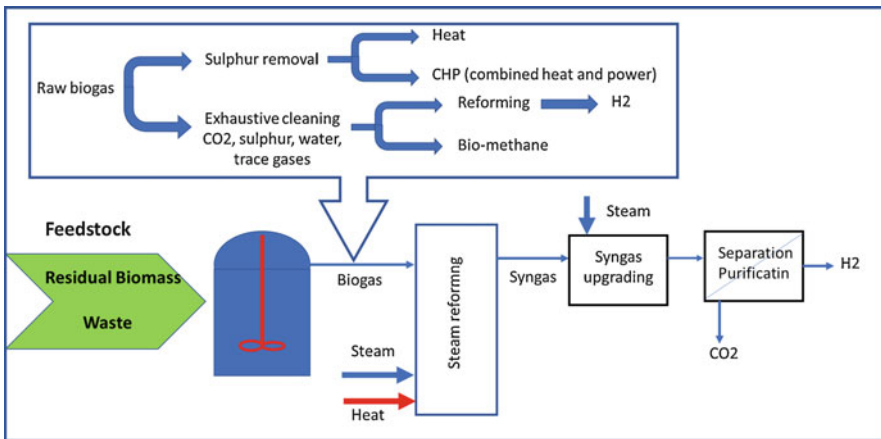 Heat
Raw biogas
Sulphur removal
CHP (combined heat and power)
Exhaustive cleaning
CO2, sulphur, water,
trace gases
Reforming
H2
Bio-methane
Feedstock
Residual Biomass
Waste
Biogas
Steam
Heat
Steam reforming
Syngas
Steam
Syngas
upgrading
Separation
Purificatin
H2
CO2